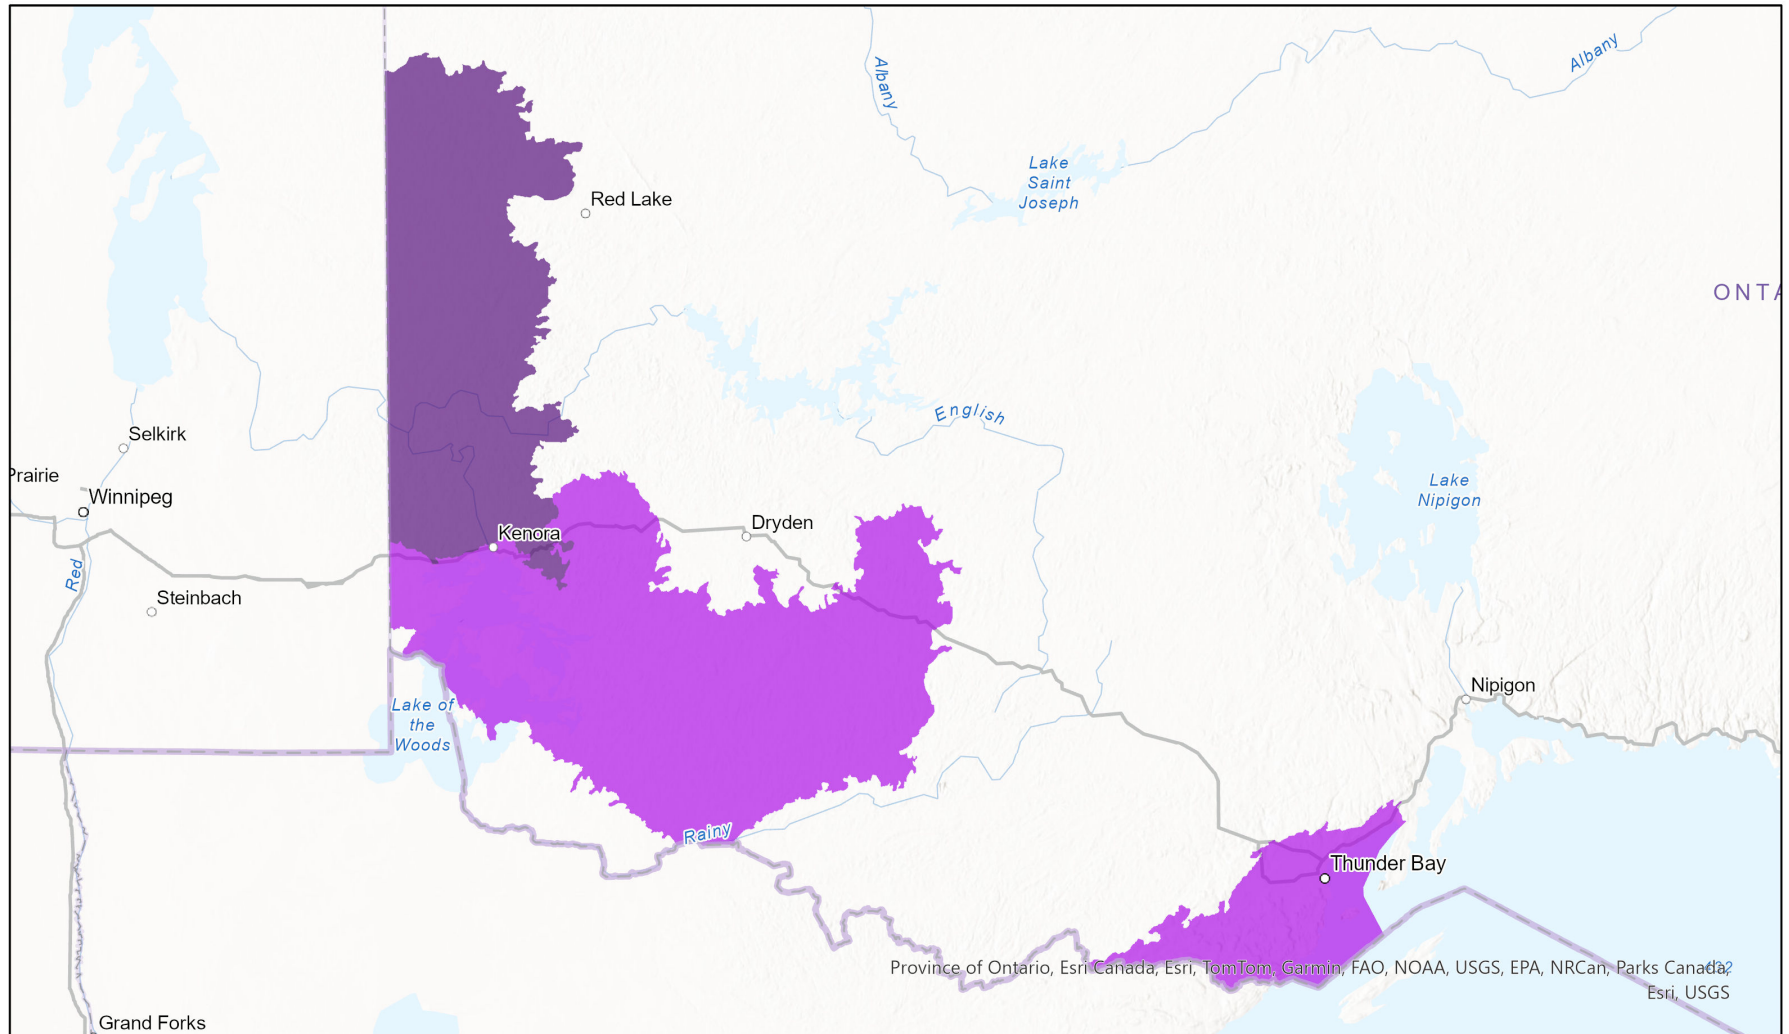 Albany
Albany
Lake
Saint
Joseph
Red Lake
ONTA
English
Selkirk
Prairie
Winnipeg
Lake
Nipigon
Kenora
Dryden
Red
Steinbach
Nipigon
Lake of
the
Woods
Rainy
Thunder Bay
Province of Ontario, Esri Canada, Esri, TomTom, Garmin, FAO, NOAA, USGS, EPA, NRCan, Parks Canada,
Esri, USGS
Grand Forks